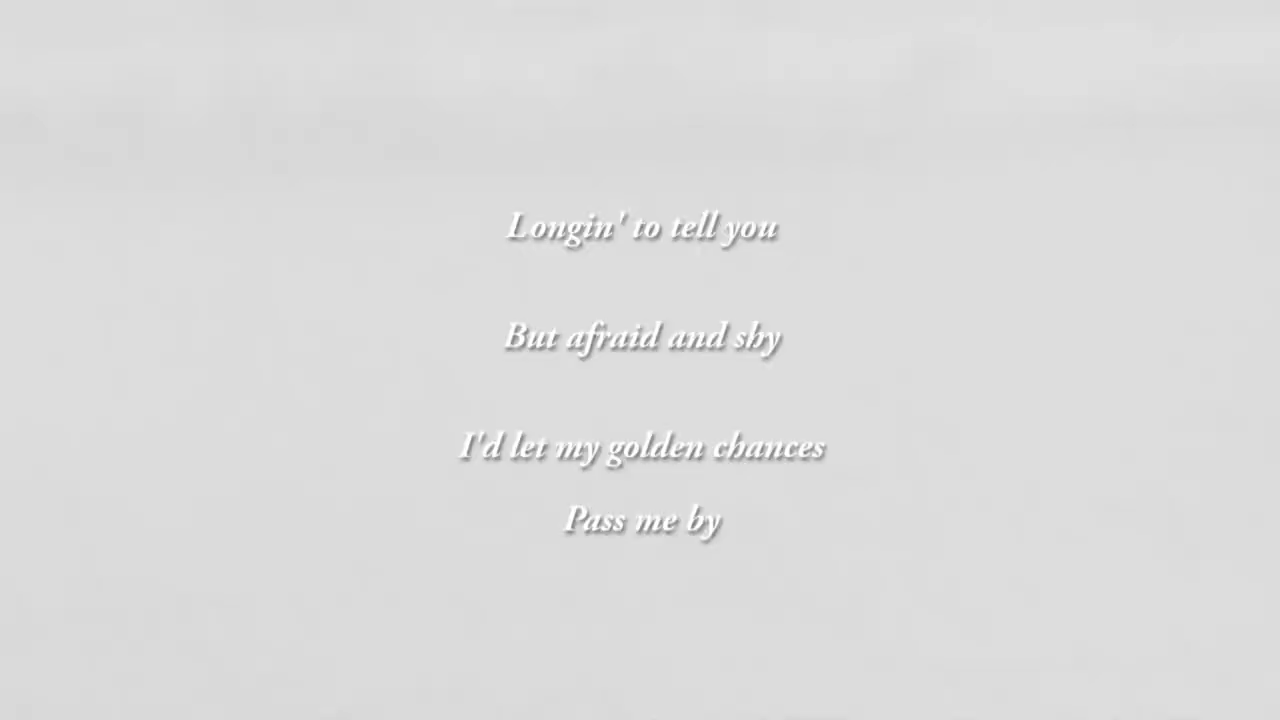 Longin' to tell you
But afraid and shy
I'd let my golden chances
Pass me by